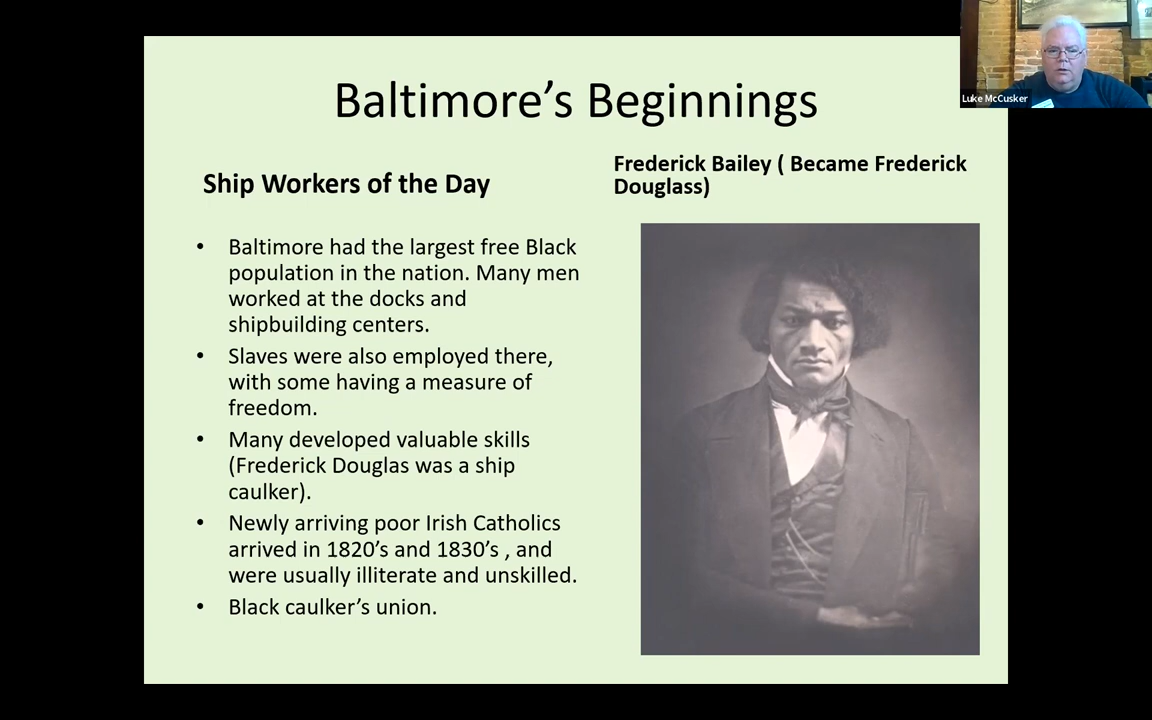 Baltimore's Beginnings
Luke McCusker
Ship Workers of the Day
Frederick Bailey ( Became Frederick
Douglass)
• Baltimore had the largest free Black
population in the nation. Many men
worked at the docks and
shipbuilding centers.
• Slaves were also employed there,
with some having a measure of
freedom.
• Many developed valuable skills
(Frederick Douglas was a ship
caulker).
• Newly arriving poor Irish Catholics
arrived in 1820's and 1830's , and
were usually illiterate and unskilled.
• Black caulker's union.